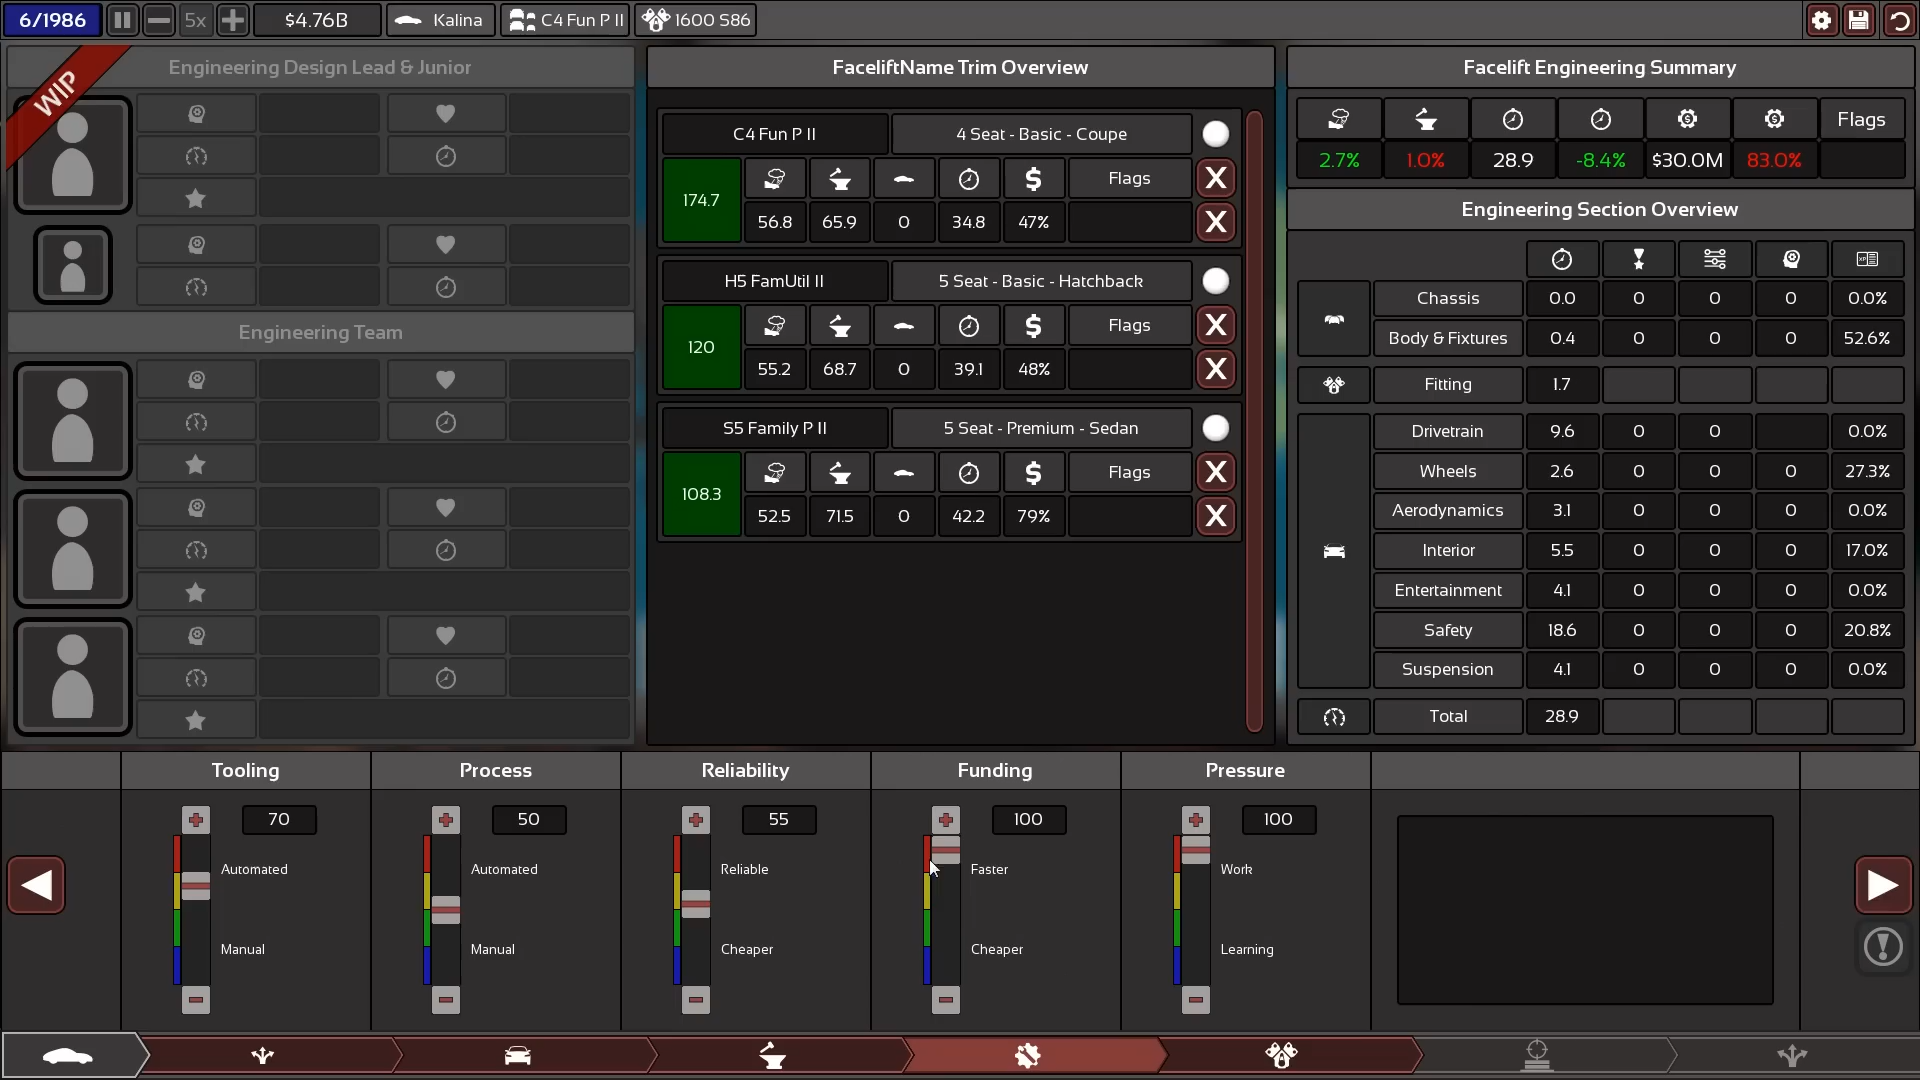 6/1986
5x
$4.76B
Kalina
C4 Fun P II
1600 S86
WIP
Engineering Design Lead & Junior
Engineering Team
FaceliftName Trim Overview
C4 Fun P II
4 Seat - Basic - Coupe
174.7
$
Flags
X
56.8
65.9
0
34.8
47%
X
H5 FamUtil II
5 Seat - Basic - Hatchback
120
$
Flags
X
55.2
68.7
0
39.1
48%
X
S5 Family P II
5 Seat - Premium - Sedan
108.3
$
Flags
X
52.5
71.5
0
42.2
79%
X
Facelift Engineering Summary
Flags
2.7%
1.0%
28.9
-8.4%
$30.0M
83.0%
Engineering Section Overview
Chassis
0.0
0
0
0
0.0%
Body & Fixtures
0.4
0
0
0
52.6%
Fitting
1.7
Drivetrain
9.6
0
0
0.0%
Wheels
2.6
0
0
0
27.3%
Aerodynamics
3.1
0
0
0
0.0%
Interior
5.5
0
0
0
17.0%
Entertainment
4.1
0
0
0
0.0%
Safety
18.6
0
0
0
20.8%
Suspension
4.1
0
0
0
0.0%
Total
28.9
Tooling
70
Automated
Manual
Process
50
Automated
Manual
Reliability
55
Reliable
Cheaper
Funding
100
Faster
Cheaper
Pressure
100
Work
Learning